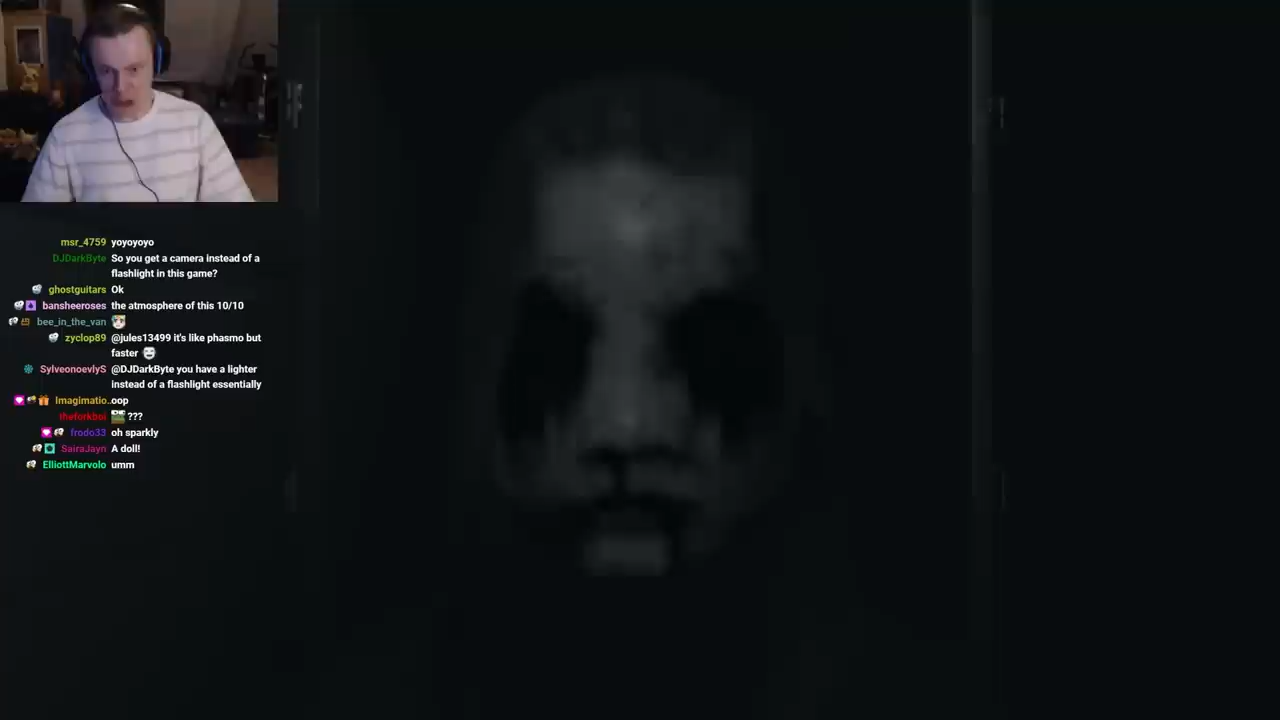 msr_4759 yoyoyoyo
DJDarkByte So you get a camera instead of a
flashlight in this game?
ghostguitars Ok
bansheeroses the atmosphere of this 10/10
bee_in_the_van
zyclop89 @jules13499 it's like phasmo but
faster
SylveonoevlyS @DJDarkByte you have a lighter
instead of a flashlight essentially
Imagimatio.. oop
theforkboi ???
frodo33 oh sparkly
SairaJayn A doll!
ElliottMarvolo umm